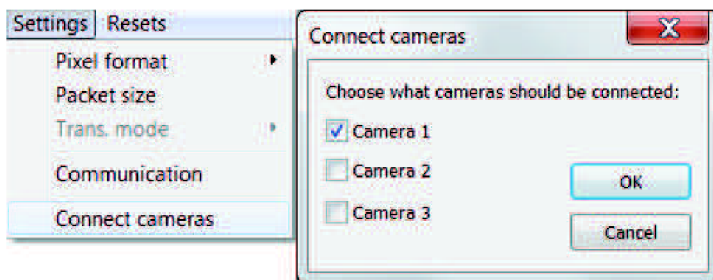 Settings Resets
Pixel format
Packet size
Trans. mode
Communication
Connect cameras
Connect cameras
Choose what cameras should be connected:
Camera 1
Camera 2
Camera 3
OK
Cancel